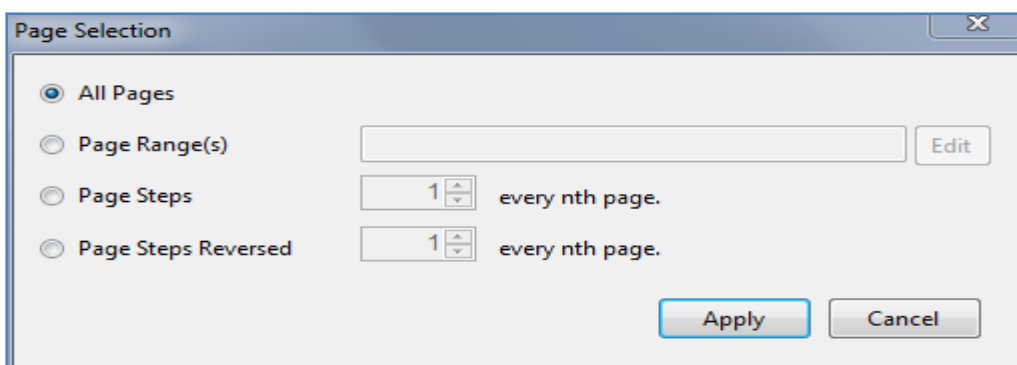 Page Selection
All Pages
Page Range(s) Edit
Page Steps 1 every nth page.
Page Steps Reversed 1 every nth page.
Apply Cancel